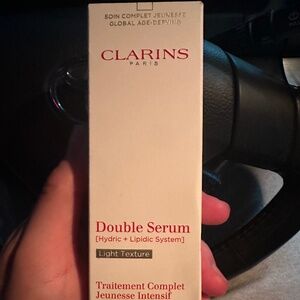 SOIN COMPLET JEUNESSE
GLOBAL AGE-DEFYING
CLARINS
PARIS
Double Serum
[Hydric + Lipidic System]
Light Texture
Traitement Complet
Jeunesse Intensif